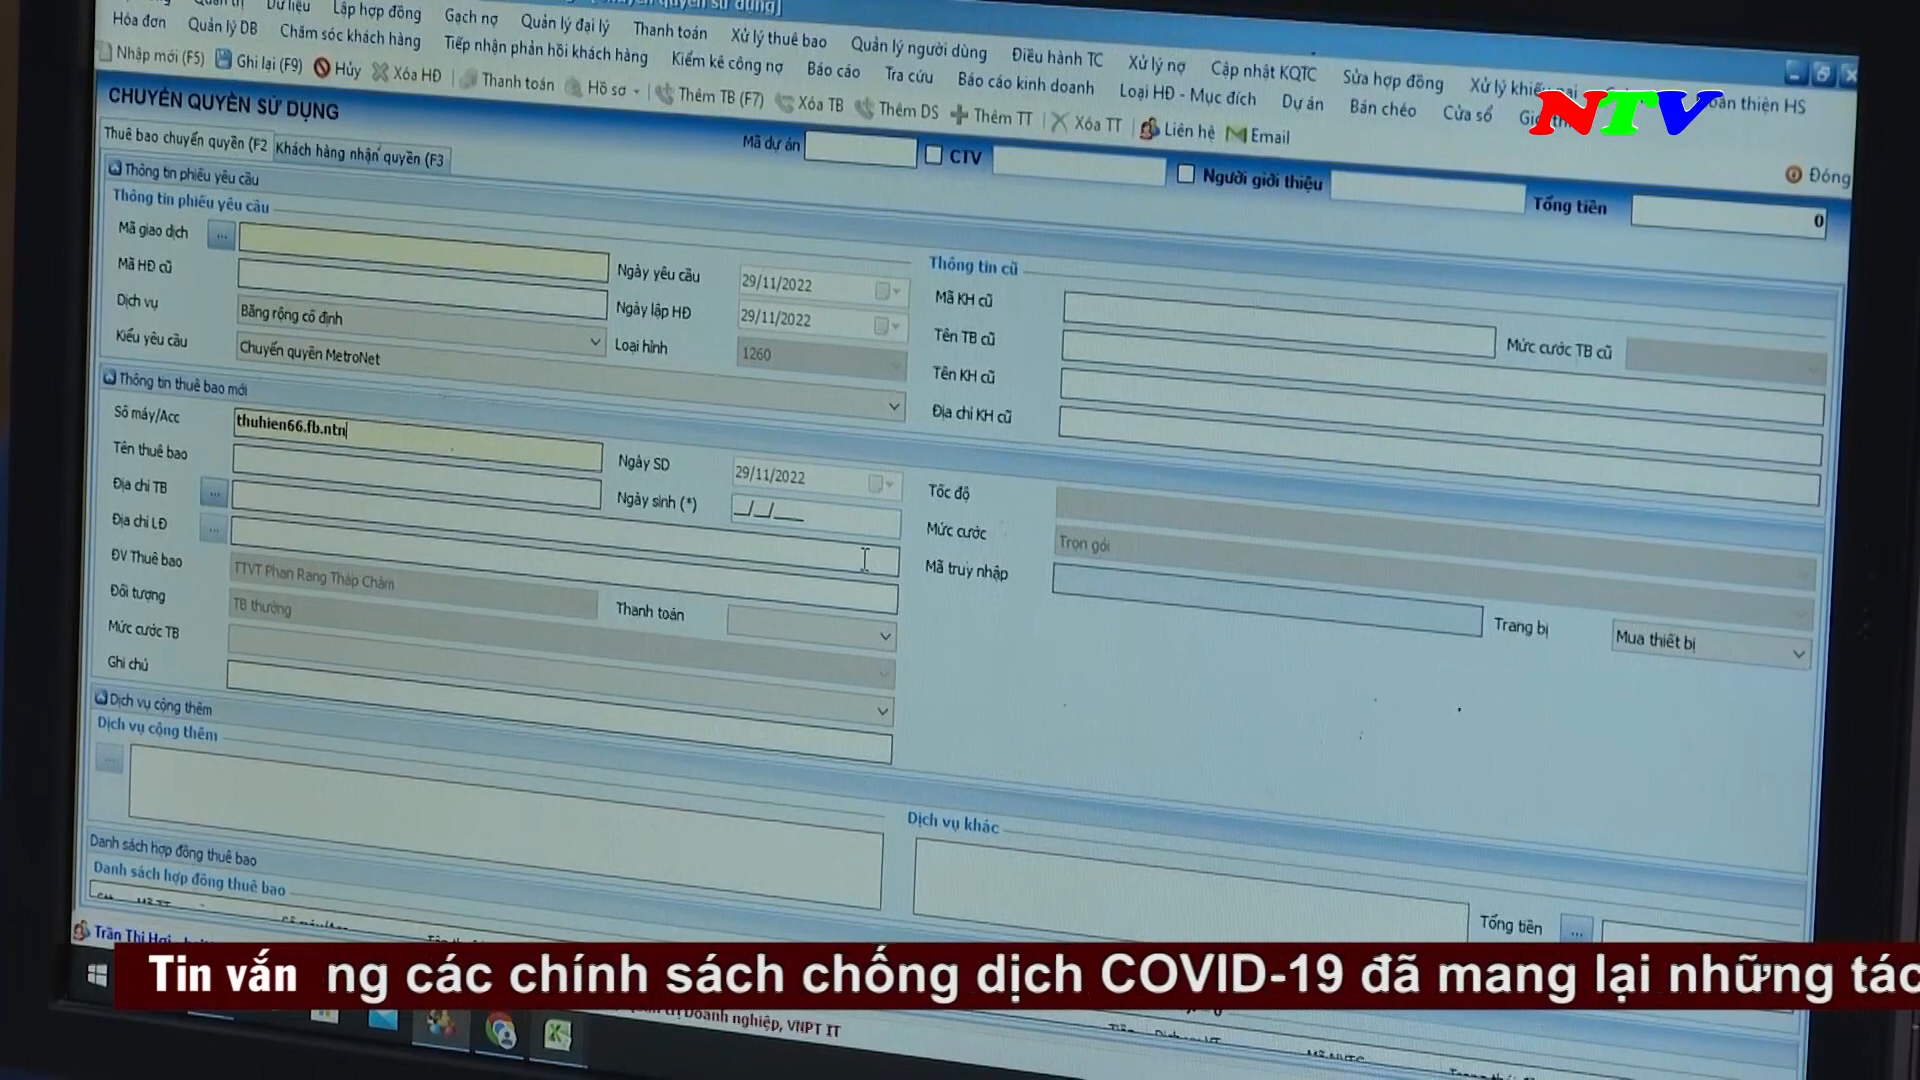 Dữ liệu Lập hợp đồng Gạch nợ Quản lý đại lý Thanh toán Xử lý thuê bao Quản lý người dùng Điều hành TC Xử lý nợ Cập nhật KQTC Sửa hợp đồng
Hóa đơn Quản lý DB Chăm sóc khách hàng Tiếp nhận phản hồi khách hàng Kiểm kê công nợ Báo cáo Tra cứu Báo cáo kinh doanh Loại HĐ - Mục đích Dự án Bán chéo Cửa sổ
Nhập mới (F5) Ghi lại (F9) Hủy Xóa HĐ Thanh toán Hồ sơ Thêm TB (F7) Xóa TB Thêm DS Thêm TT Xóa TT Liên hệ Email
NTV
Đóng
CHUYỂN QUYỀN SỬ DỤNG
Mã dự án CTV Người giới thiệu Tổng tiền 0
Thuê bao chuyển quyền (F2 Khách hàng nhận quyền (F3
Thông tin phiếu yêu cầu
Thông tin phiếu yêu cầu
Mã giao dịch ... Ngày yêu cầu 29/11/2022
Mã HĐ cũ Ngày lập HĐ 29/11/2022
Dịch vụ Băng rộng cố định Loại hình 1260
Kiểu yêu cầu Chuyển quyền MetroNet
Thông tin cũ
Mã KH cũ Mức cước TB cũ
Tên TB cũ
Tên KH cũ
Địa chỉ KH cũ
Thông tin thuê bao mới
Số máy/Acc thuhien66.fb.ntn Ngày SD 29/11/2022
Tên thuê bao Ngày sinh (*) __/__/____
Địa chỉ TB ...
Địa chỉ LĐ ...
ĐV Thuê bao TTVT Phan Rang Tháp Chàm Thanh toán
Đối tượng TB thường
Mức cước TB
Ghi chú
Tốc độ
Mức cước Trọn gói
Mã truy nhập Trang bị Mua thiết bị
Dịch vụ cộng thêm
Dịch vụ cộng thêm
...
Dịch vụ khác
Danh sách hợp đồng thuê bao
Danh sách hợp đồng thuê bao
Tổng tiền ...
Trần Thị Hơi
Tin vắn ng các chính sách chống dịch COVID-19 đã mang lại những tác
Doanh nghiệp, VNPT IT